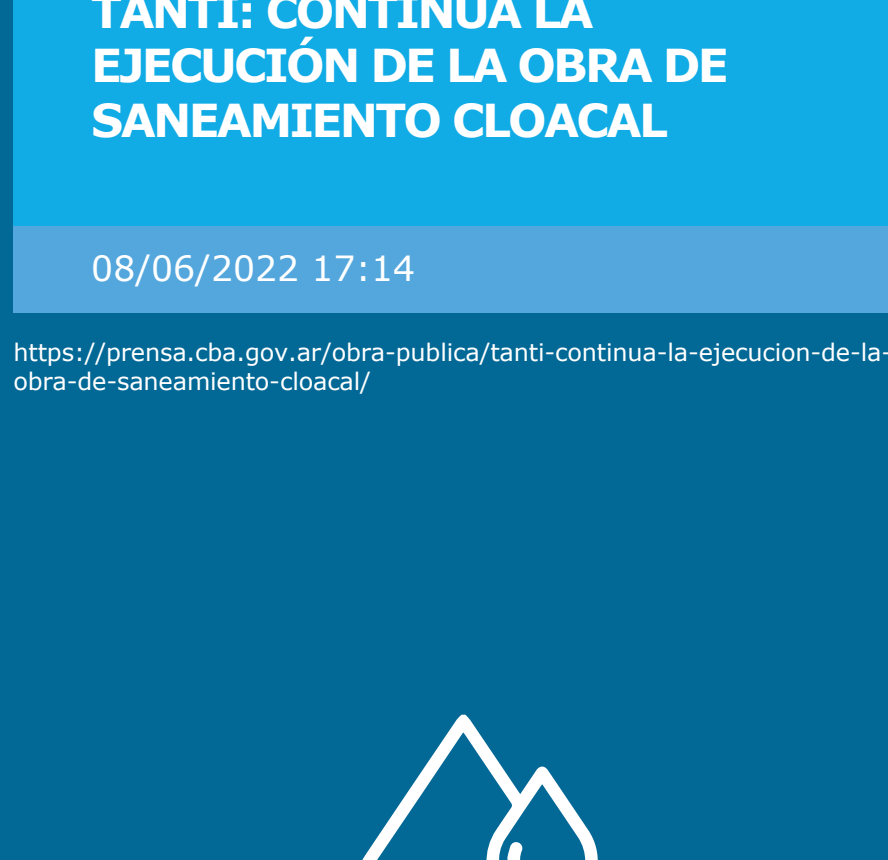 TANTI: CONTINÚA LA
EJECUCIÓN DE LA OBRA DE
SANEAMIENTO CLOACAL
08/06/2022 17:14
https://prensa.cba.gov.ar/obra-publica/tanti-continua-la-ejecucion-de-la-
obra-de-saneamiento-cloacal/